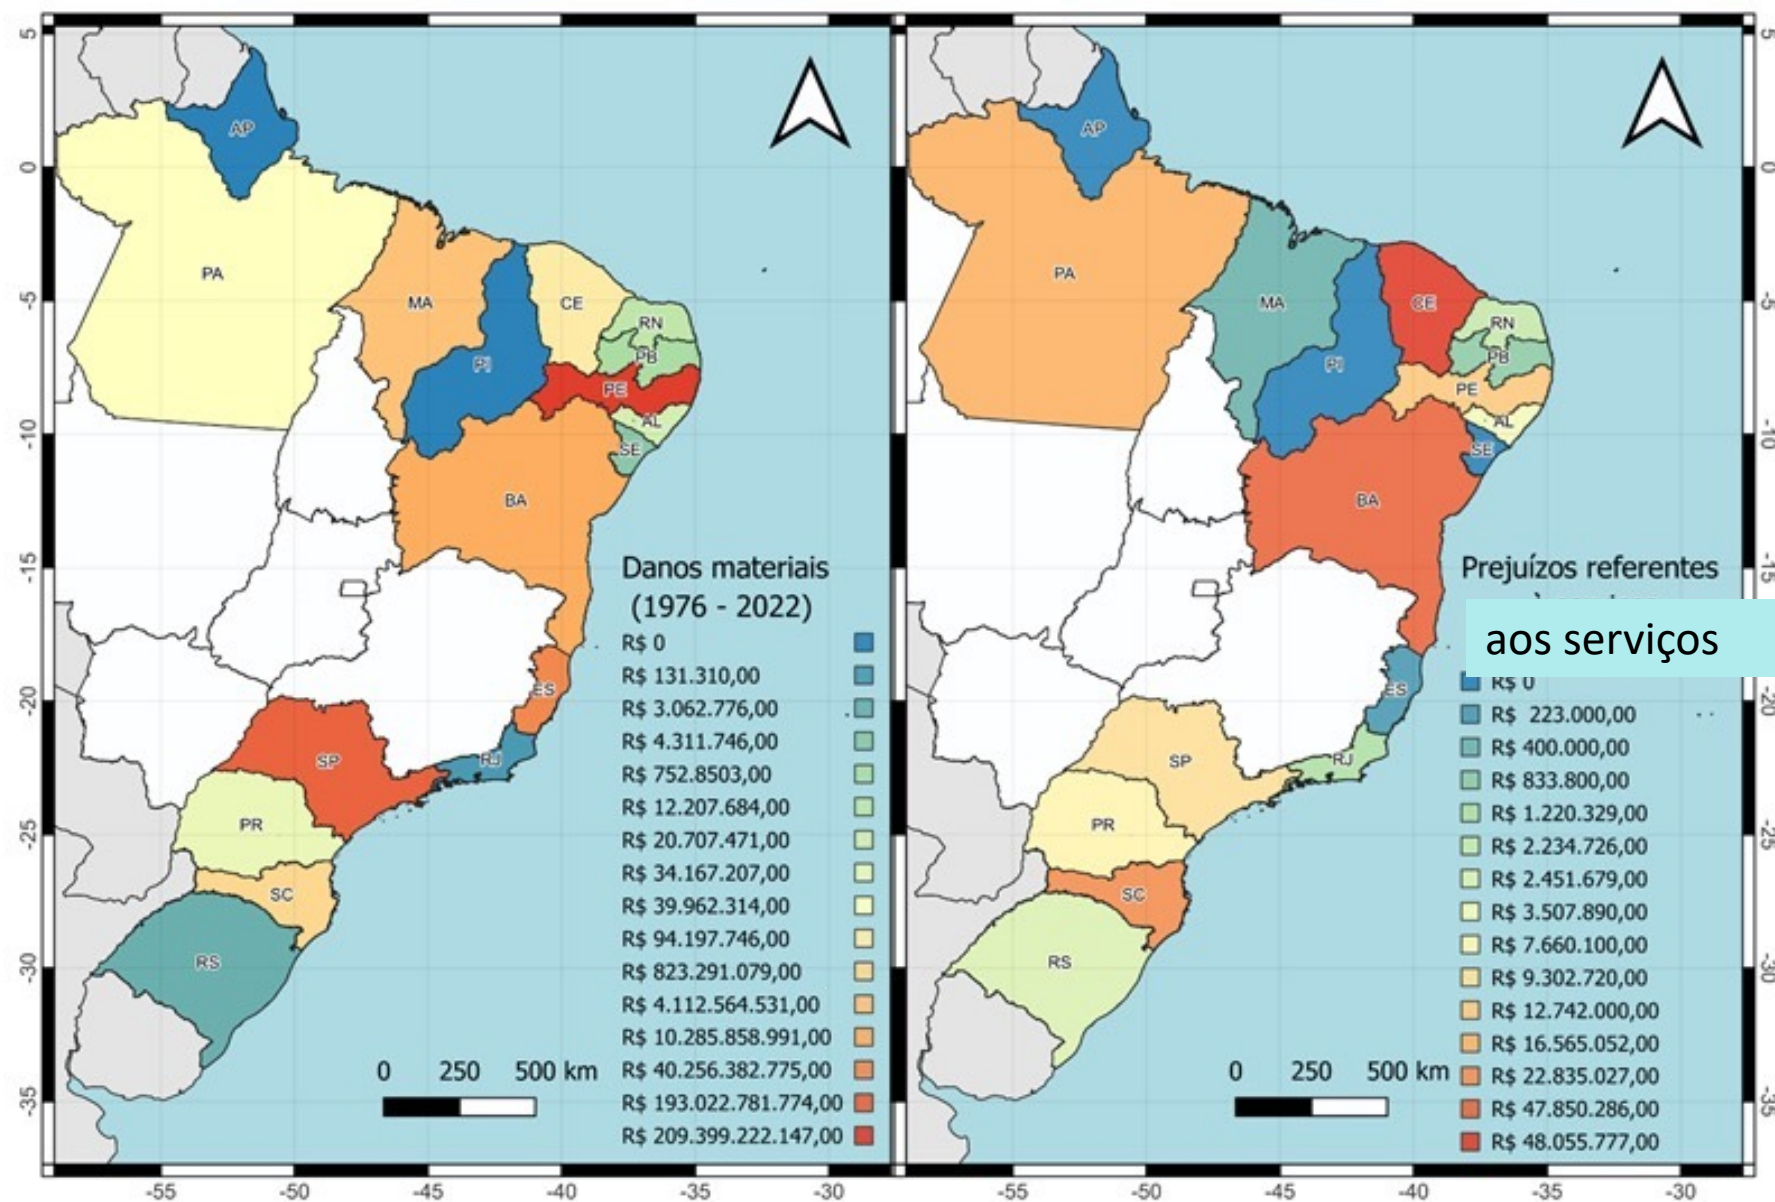 5
0
-5
-10
-15
-20
-25
-30
-35
AP
PA
MA
CE
RN
PI
PB
PE
AL
SE
BA
ES
SP
RJ
PR
SC
RS
Danos materiais
(1976 - 2022)
R$ 0
R$ 131.310,00
R$ 3.062.776,00
R$ 4.311.746,00
R$ 752.8503,00
R$ 12.207.684,00
R$ 20.707.471,00
R$ 34.167.207,00
R$ 39.962.314,00
R$ 94.197.746,00
R$ 823.291.079,00
R$ 4.112.564.531,00
R$ 10.285.858.991,00
R$ 40.256.382.775,00
R$ 193.022.781.774,00
R$ 209.399.222.147,00
0 250 500 km
-55 -50 -45 -40 -35 -30
AP
PA
MA
CE
RN
PI
PB
PE
AL
SE
BA
ES
SP
RJ
PR
SC
RS
Prejuízos referentes
aos serviços
R$ 0
R$ 223.000,00
R$ 400.000,00
R$ 833.800,00
R$ 1.220.329,00
R$ 2.234.726,00
R$ 2.451.679,00
R$ 3.507.890,00
R$ 7.660.100,00
R$ 9.302.720,00
R$ 12.742.000,00
R$ 16.565.052,00
R$ 22.835.027,00
R$ 47.850.286,00
R$ 48.055.777,00
0 250 500 km
-55 -50 -45 -40 -35 -30
5
0
-5
-10
-15
-20
-25
-30
-35